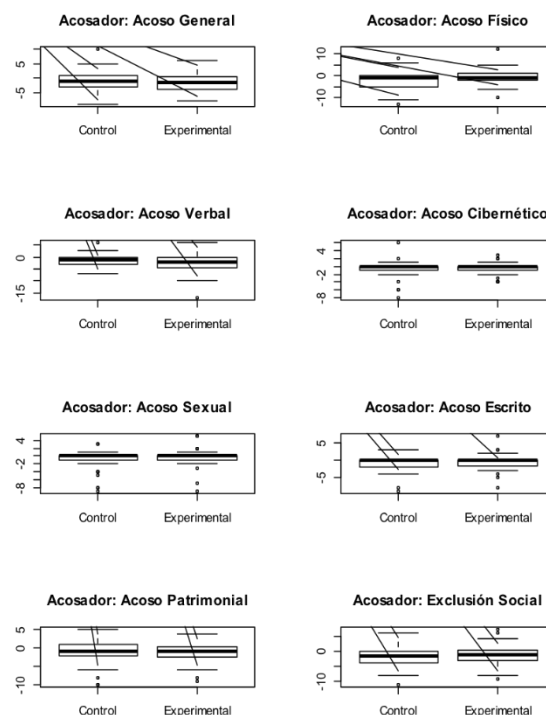 Acosador: Acoso General
5
-5
Control
Experimental
Acosador: Acoso Físico
10
0
-10
Control
Experimental
Acosador: Acoso Verbal
0
-15
Control
Experimental
Acosador: Acoso Cibernético
4
-2
-8
Control
Experimental
Acosador: Acoso Sexual
4
-2
-8
Control
Experimental
Acosador: Acoso Escrito
5
-5
Control
Experimental
Acosador: Acoso Patrimonial
5
0
-10
Control
Experimental
Acosador: Exclusión Social
5
0
-10
Control
Experimental